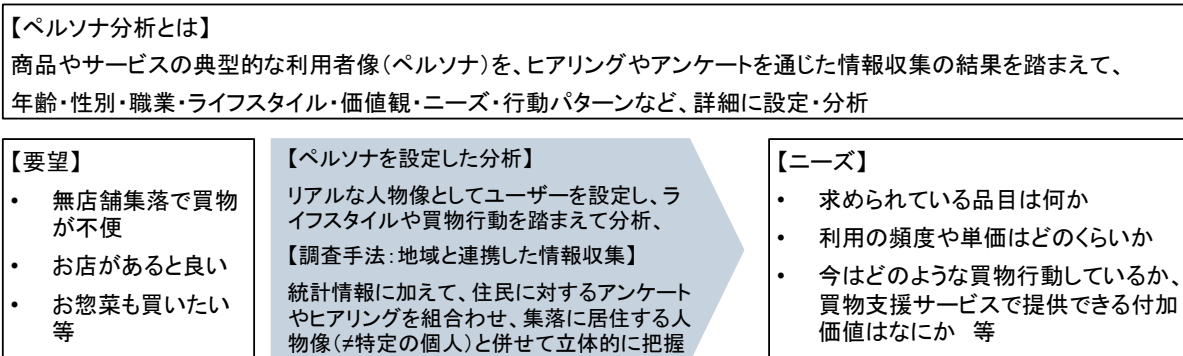 【ペルソナ分析とは】
商品やサービスの典型的な利用者像(ペルソナ)を、ヒアリングやアンケートを通じた情報収集の結果を踏まえて、
年齢・性別・職業・ライフスタイル・価値観・ニーズ・行動パターンなど、詳細に設定・分析
【要望】
• 無店舗集落で買物
が不便
• お店があると良い
• お惣菜も買いたい
等
【ペルソナを設定した分析】
リアルな人物像としてユーザーを設定し、ラ
イフスタイルや買物行動を踏まえて分析、
【調査手法:地域と連携した情報収集】
統計情報に加えて、住民に対するアンケート
やヒアリングを組合わせ、集落に居住する人
物像(≠特定の個人)と併せて立体的に把握
【ニーズ】
• 求められている品目は何か
• 利用の頻度や単価はどのくらいか
• 今はどのような買物行動しているか、
買物支援サービスで提供できる付加
価値はなにか 等